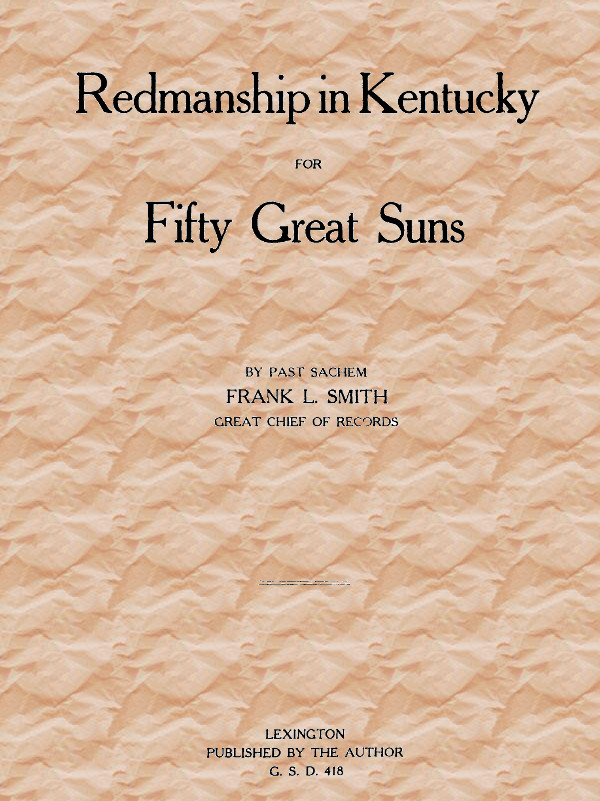 Redmanship in Kentucky
FOR
Fifty Great Suns
BY PAST SACHEM
FRANK L. SMITH
GREAT CHIEF OF RECORDS
LEXINGTON
PUBLISHED BY THE AUTHOR
G. S. D. 418